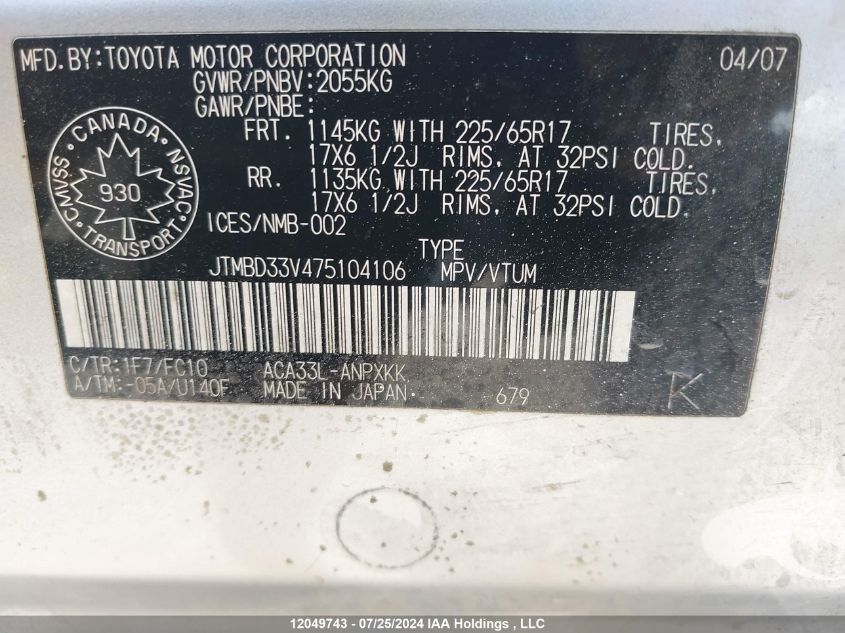 MFD.BY:TOYOTA MOTOR CORPORATION 04/07
GVWR/PNBV:2055KG
GAWR/PNBE:
FRT. 1145KG WITH 225/65R17 TIRES,
17X6 1/2J RIMS, AT 32PSI COLD.
RR. 1135KG WITH 225/65R17 TIRES,
17X6 1/2J RIMS, AT 32PSI COLD.
ICES/NMB-002
CANADA
CMVSS NSVAC
930
TRANSPORT
TYPE
JTMBD33V475104106 MPV/VTUM
C/TR:1F7/FC10 ACA33L-ANPXKK
A/TM:-05A/U140F MADE IN JAPAN. 679
K
12049743 - 07/25/2024 IAA Holdings , LLC